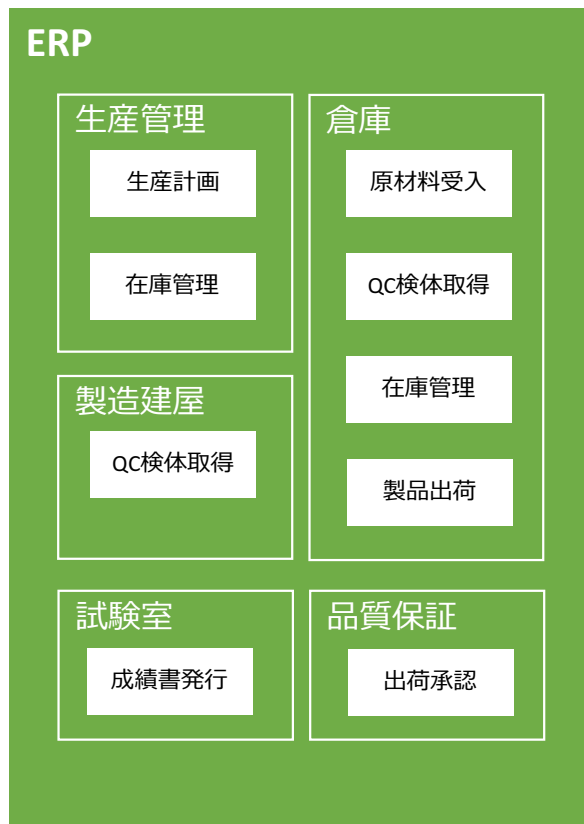 ERP
生産管理
生産計画
在庫管理
倉庫
原材料受入
QC検体取得
在庫管理
製品出荷
製造建屋
QC検体取得
試験室
成績書発行
品質保証
出荷承認